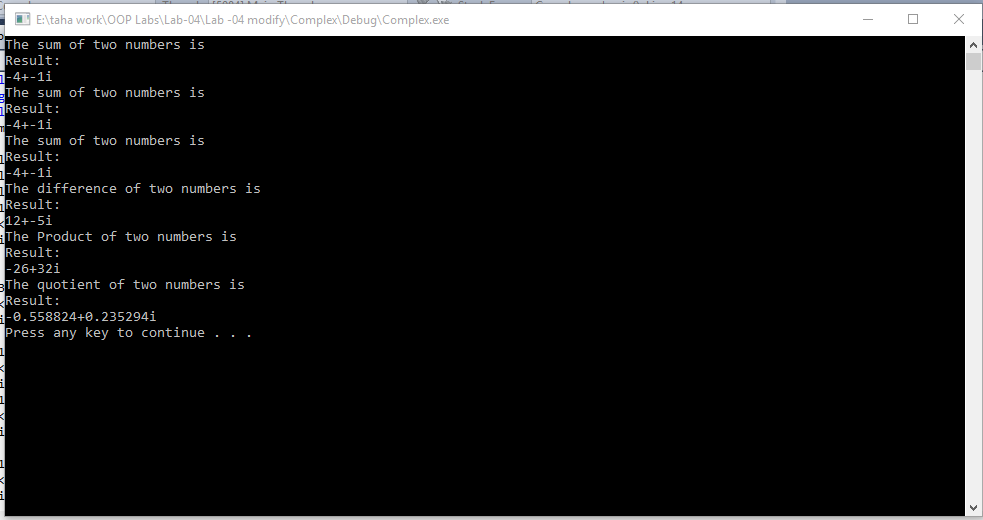 E:\taha work\OOP Labs\Lab-04\Lab -04 modify\Complex\Debug\Complex.exe
The sum of two numbers is
Result:
-4+-1i
The sum of two numbers is
Result:
-4+-1i
The sum of two numbers is
Result:
-4+-1i
The difference of two numbers is
Result:
12+-5i
The Product of two numbers is
Result:
-26+32i
The quotient of two numbers is
Result:
-0.558824+0.235294i
Press any key to continue . . .